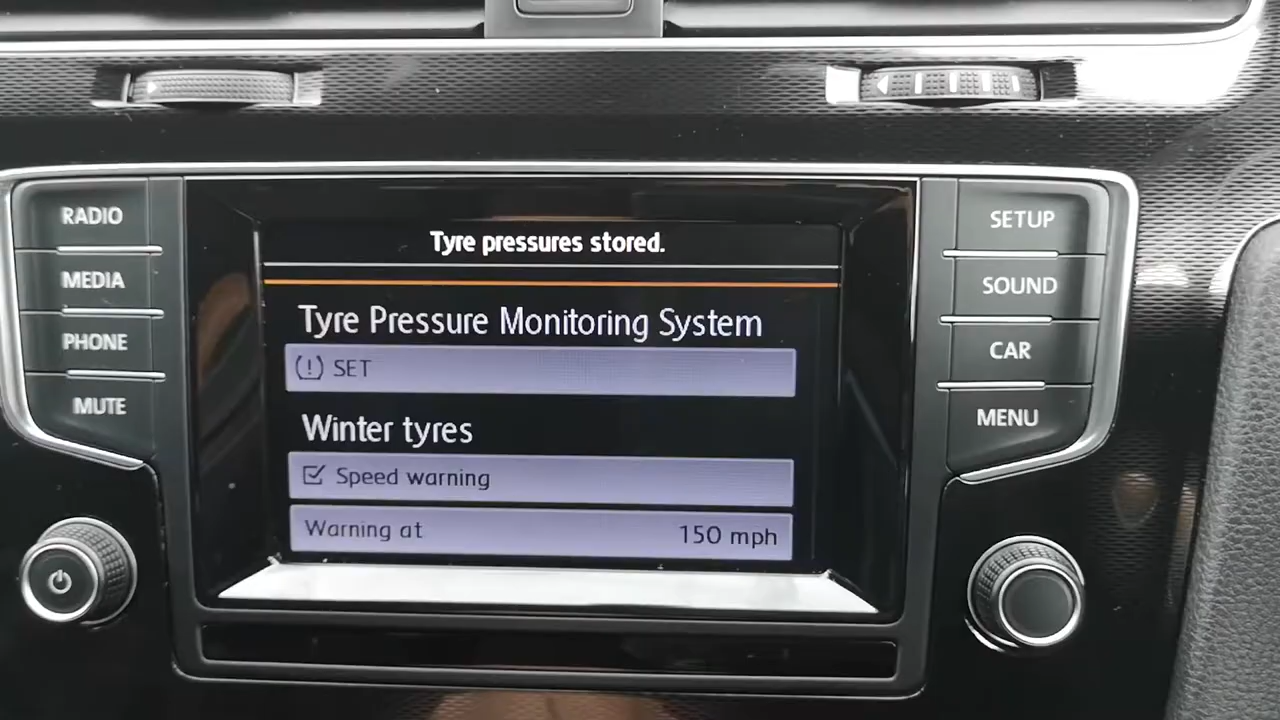 RADIO
MEDIA
PHONE
MUTE
Tyre pressures stored.
Tyre Pressure Monitoring System
(!) SET
Winter tyres
Speed warning
Warning at 150 mph
SETUP
SOUND
CAR
MENU